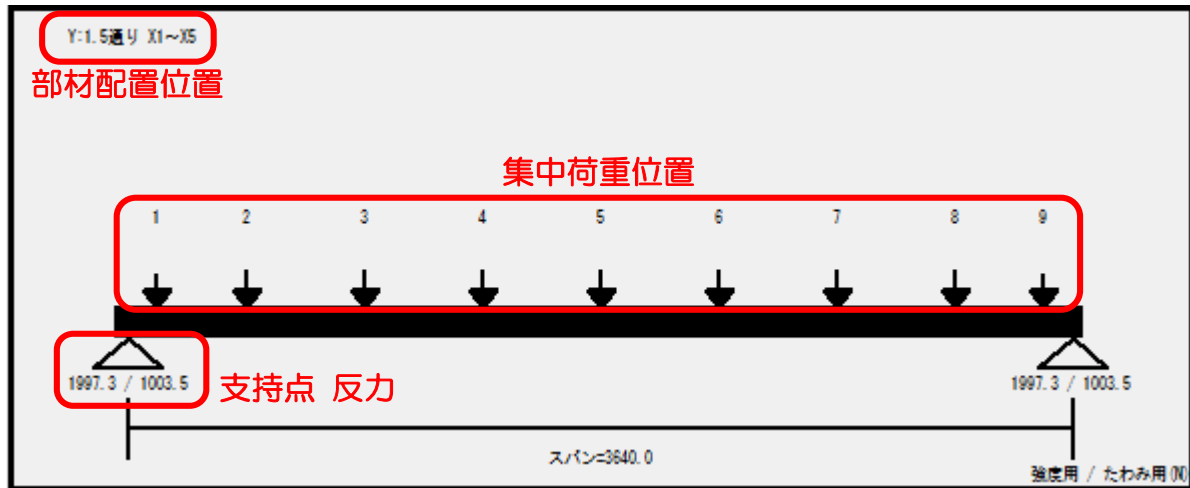 Y:1.5通り X1～X5
部材配置位置
集中荷重位置
1 2 3 4 5 6 7 8 9
1997.3 / 1003.5
支持点 反力
1997.3 / 1003.5
スパン=3640.0
強度用 / たわみ用(N)